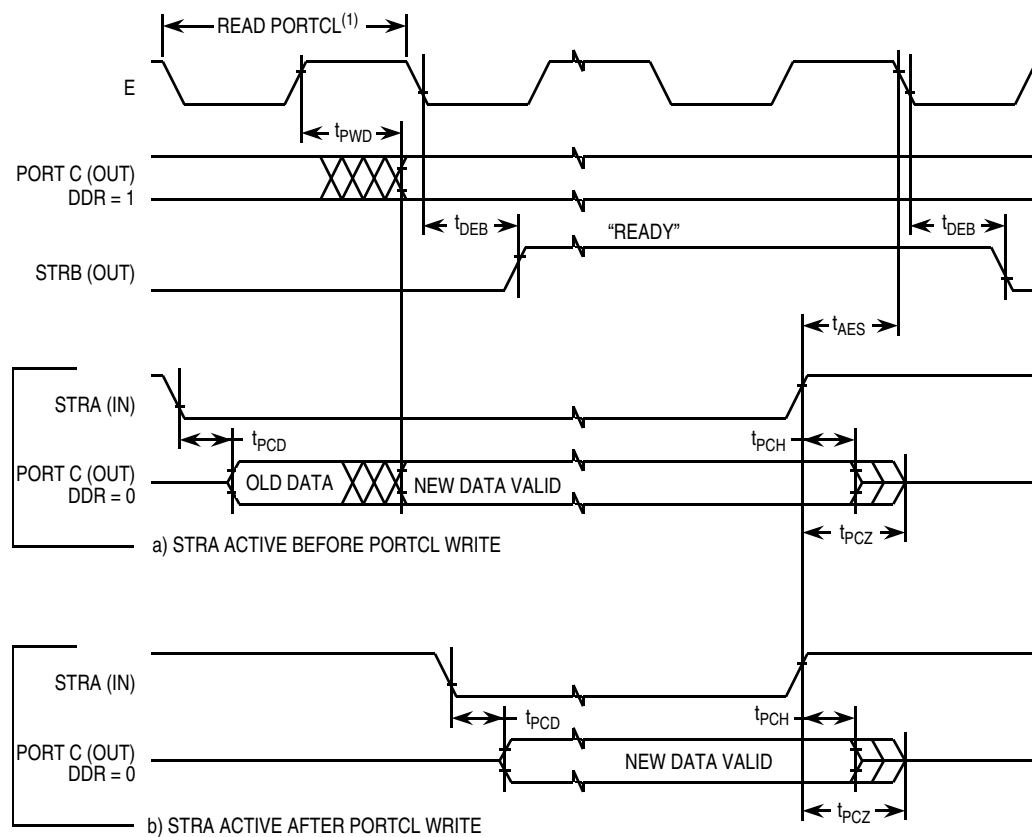 READ PORTCL(1)
E
tPWD
PORT C (OUT)
DDR = 1
tDEB
“READY”
tDEB
STRB (OUT)
tAES
STRA (IN)
tPCD
tPCH
PORT C (OUT)
DDR = 0
OLD DATA
NEW DATA VALID
tPCZ
a) STRA ACTIVE BEFORE PORTCL WRITE
STRA (IN)
tPCD
tPCH
PORT C (OUT)
DDR = 0
NEW DATA VALID
tPCZ
b) STRA ACTIVE AFTER PORTCL WRITE